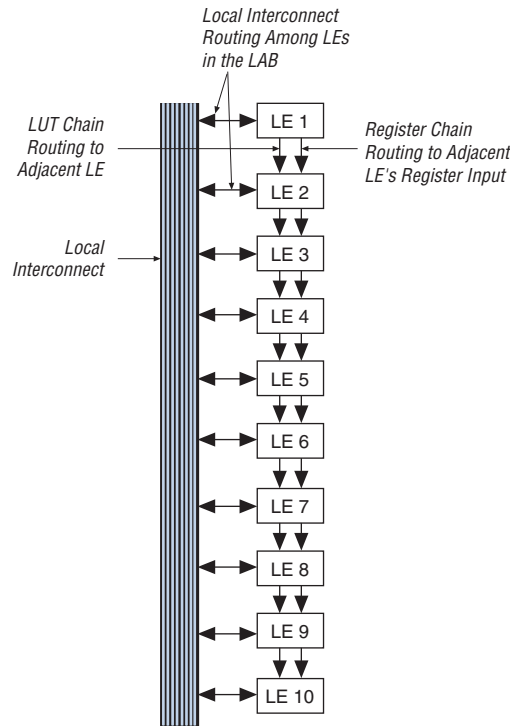 Local Interconnect
Routing Among LEs
in the LAB
LUT Chain
Routing to
Adjacent LE
Register Chain
Routing to Adjacent
LE's Register Input
Local
Interconnect
LE 1
LE 2
LE 3
LE 4
LE 5
LE 6
LE 7
LE 8
LE 9
LE 10